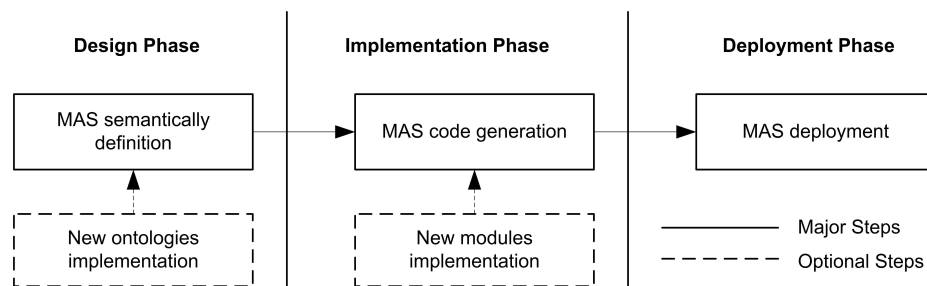 Design Phase
Implementation Phase
Deployment Phase
MAS semantically
definition
MAS code generation
MAS deployment
New ontologies
implementation
New modules
implementation
Major Steps
Optional Steps